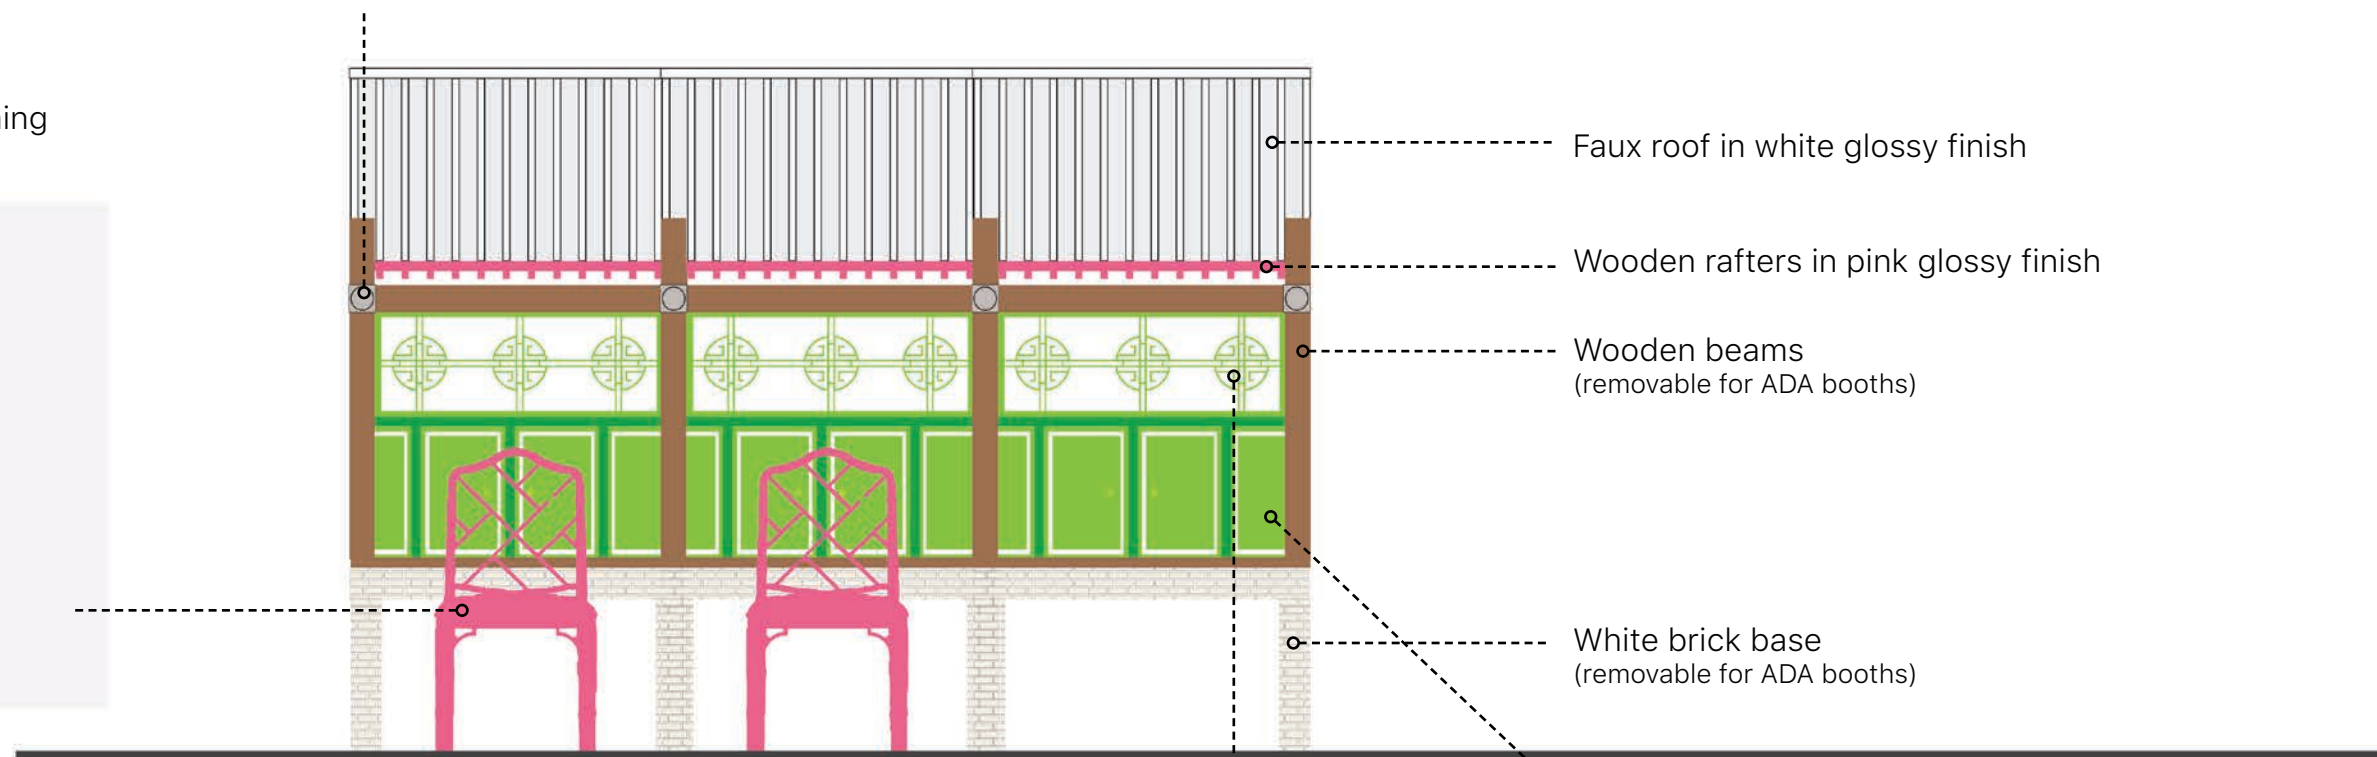 Faux roof in white glossy finish
Wooden rafters in pink glossy finish
Wooden beams
(removable for ADA booths)
White brick base
(removable for ADA booths)